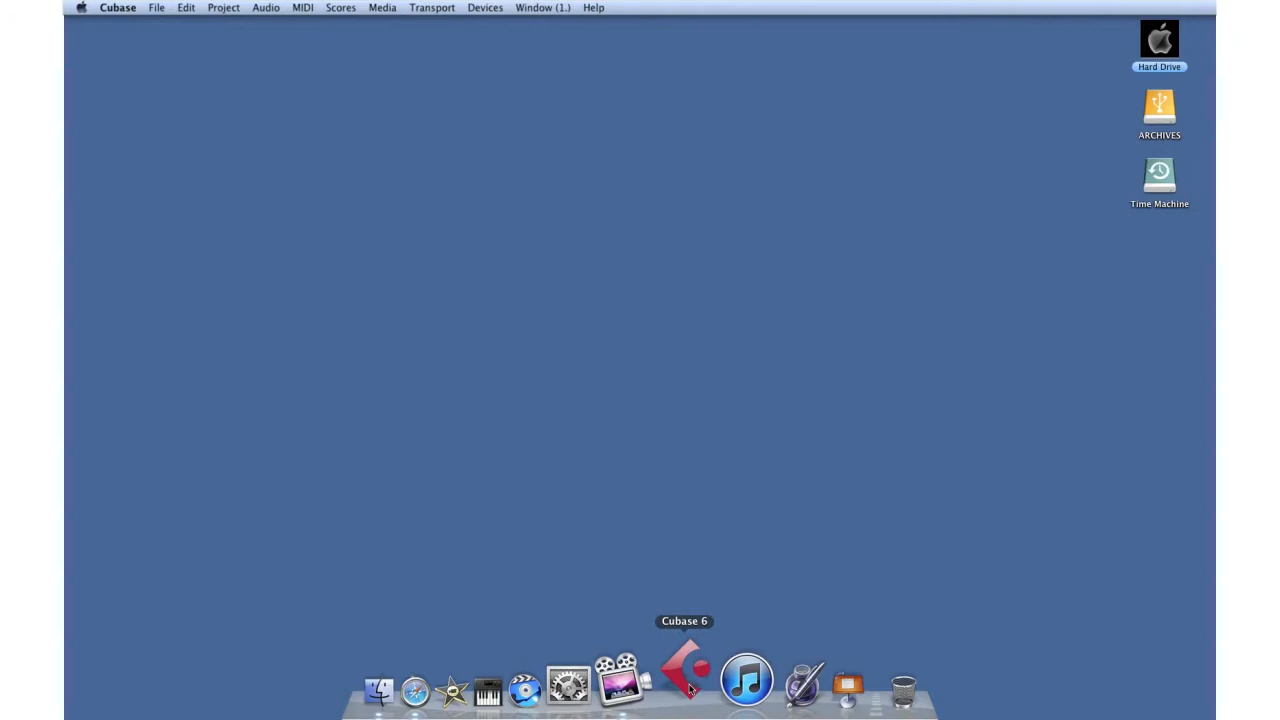 Cubase File Edit Project Audio MIDI Scores Media Transport Devices Window (1.) Help
Hard Drive
ARCHIVES
Time Machine
Cubase 6